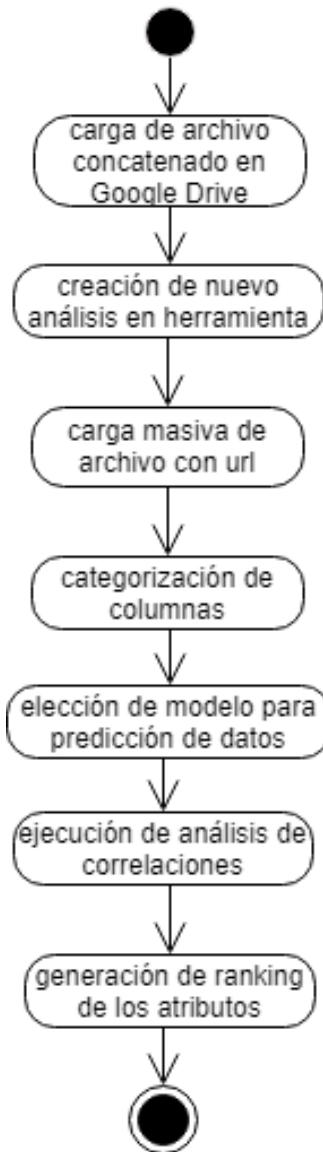 carga de archivo
concatenado en
Google Drive
creación de nuevo
análisis en herramienta
carga masiva de
archivo con url
categorización de
columnas
elección de modelo para
predicción de datos
ejecución de análisis de
correlaciones
generación de ranking
de los atributos